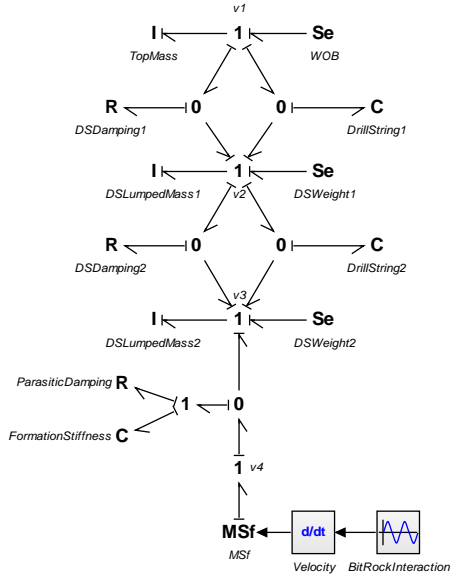 v1
I 1 Se
TopMass WOB
R 0 0 C
DSDamping1 DrillString1
I 1 Se
DSLumpedMass1 v2 DSWeight1
R 0 0 C
DSDamping2 DrillString2
v3
I 1 Se
DSLumpedMass2 DSWeight2
ParasiticDamping R
1 0
FormationStiffness C
1 v4
MSf d/dt
MSf Velocity BitRockInteraction